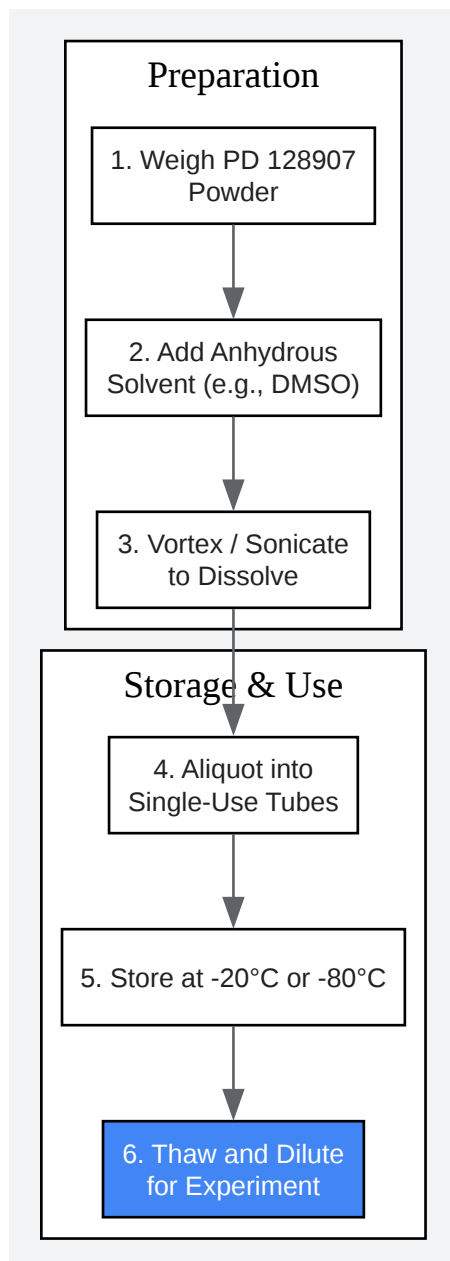 Preparation
1. Weigh PD 128907
Powder
2. Add Anhydrous
Solvent (e.g., DMSO)
3. Vortex / Sonicate
to Dissolve
Storage & Use
4. Aliquot into
Single-Use Tubes
5. Store at -20°C or -80°C
6. Thaw and Dilute
for Experiment